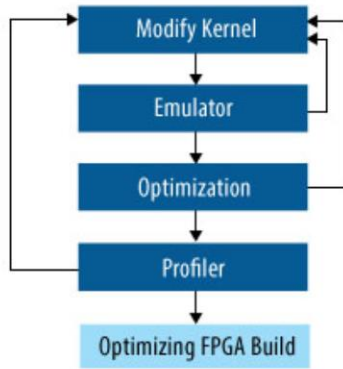 Modify Kernel
Emulator
Optimization
Profiler
Optimizing FPGA Build